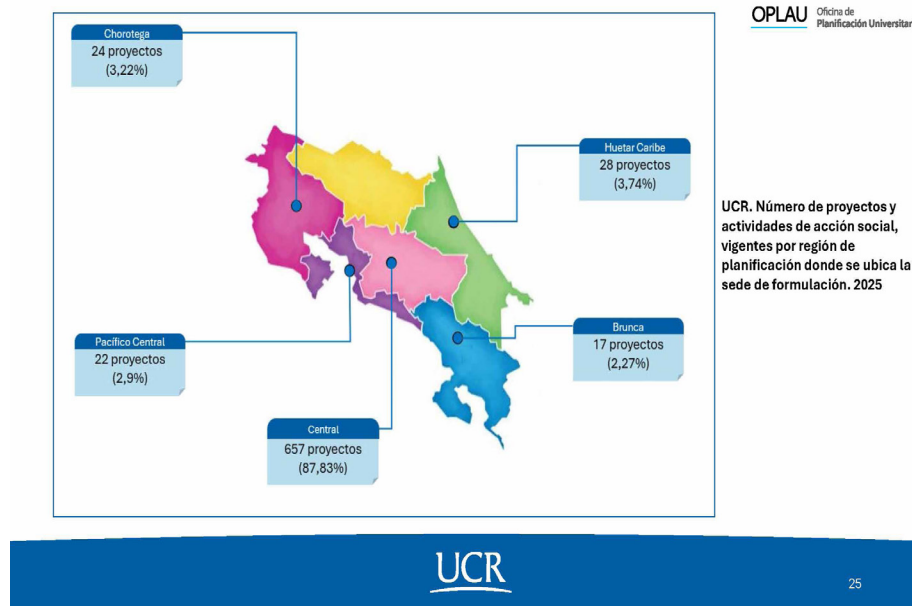 OPLAU
Oficina de
Planificación Universitar
Chorotega
24 proyectos
(3,22%)
Huetar Caribe
28 proyectos
(3,74%)
UCR. Número de proyectos y
actividades de acción social,
vigentes por región de
planificación donde se ubica la
sede de formulación. 2025
Pacífico Central
22 proyectos
(2,9%)
Brunca
17 proyectos
(2,27%)
Central
657 proyectos
(87,83%)
UCR
25